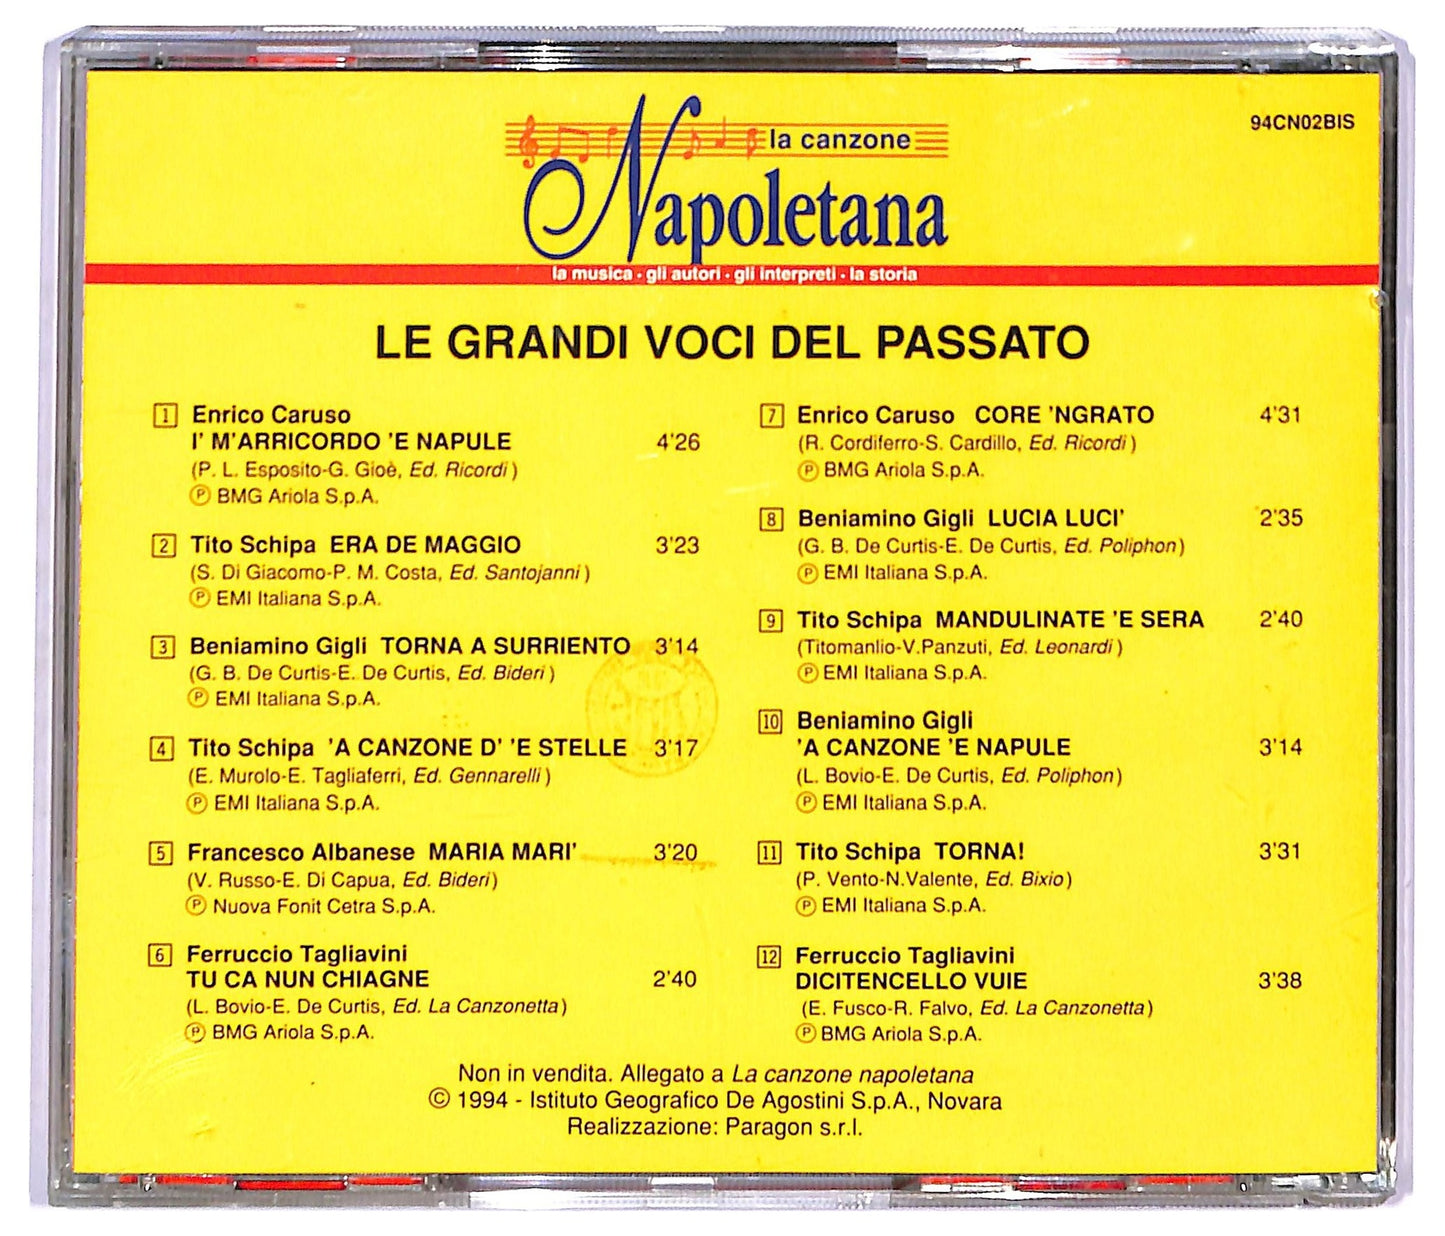 94CN02BIS
la canzone
Napoletana
la musica · gli autori · gli interpreti · la storia
LE GRANDI VOCI DEL PASSATO
1 Enrico Caruso
I' M'ARRICORDO 'E NAPULE 4'26
(P. L. Esposito-G. Gioè, Ed. Ricordi)
Ⓟ BMG Ariola S.p.A.
2 Tito Schipa ERA DE MAGGIO 3'23
(S. Di Giacomo-P. M. Costa, Ed. Santojanni)
Ⓟ EMI Italiana S.p.A.
3 Beniamino Gigli TORNA A SURRIENTO 3'14
(G. B. De Curtis-E. De Curtis, Ed. Bideri)
Ⓟ EMI Italiana S.p.A.
4 Tito Schipa 'A CANZONE D' 'E STELLE 3'17
(E. Murolo-E. Tagliaferri, Ed. Gennarelli)
Ⓟ EMI Italiana S.p.A.
5 Francesco Albanese MARIA MARI' 3'20
(V. Russo-E. Di Capua, Ed. Bideri)
Ⓟ Nuova Fonit Cetra S.p.A.
6 Ferruccio Tagliavini
TU CA NUN CHIAGNE 2'40
(L. Bovio-E. De Curtis, Ed. La Canzonetta)
Ⓟ BMG Ariola S.p.A.
7 Enrico Caruso CORE 'NGRATO 4'31
(R. Cordiferro-S. Cardillo, Ed. Ricordi)
Ⓟ BMG Ariola S.p.A.
8 Beniamino Gigli LUCIA LUCI' 2'35
(G. B. De Curtis-E. De Curtis, Ed. Poliphon)
Ⓟ EMI Italiana S.p.A.
9 Tito Schipa MANDULINATE 'E SERA 2'40
(Titomanlio-V.Panzuti, Ed. Leonardi)
Ⓟ EMI Italiana S.p.A.
10 Beniamino Gigli
'A CANZONE 'E NAPULE 3'14
(L. Bovio-E. De Curtis, Ed. Poliphon)
Ⓟ EMI Italiana S.p.A.
11 Tito Schipa TORNA! 3'31
(P. Vento-N.Valente, Ed. Bixio)
Ⓟ EMI Italiana S.p.A.
12 Ferruccio Tagliavini
DICITENCELLO VUIE 3'38
(E. Fusco-R. Falvo, Ed. La Canzonetta)
Ⓟ BMG Ariola S.p.A.
Non in vendita. Allegato a La canzone napoletana
© 1994 - Istituto Geografico De Agostini S.p.A., Novara
Realizzazione: Paragon s.r.l.